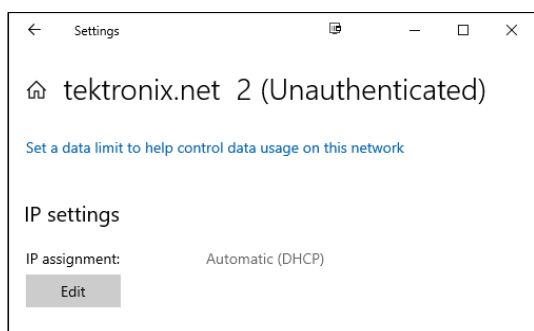 Settings
tektronix.net 2 (Unauthenticated)
Set a data limit to help control data usage on this network
IP settings
IP assignment: Automatic (DHCP)
Edit